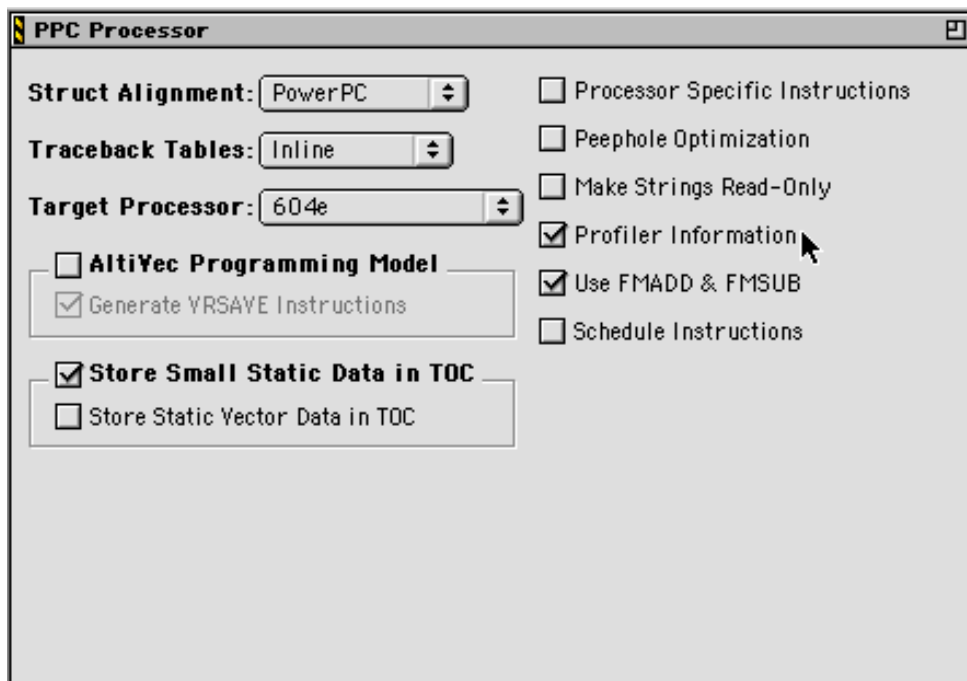 PPC Processor
Struct Alignment: PowerPC
Traceback Tables: Inline
Target Processor: 604e
AltiVec Programming Model
Generate VRSAVE Instructions
Store Small Static Data in TOC
Store Static Vector Data in TOC
Processor Specific Instructions
Peephole Optimization
Make Strings Read-Only
Profiler Information
Use FMADD & FMSUB
Schedule Instructions